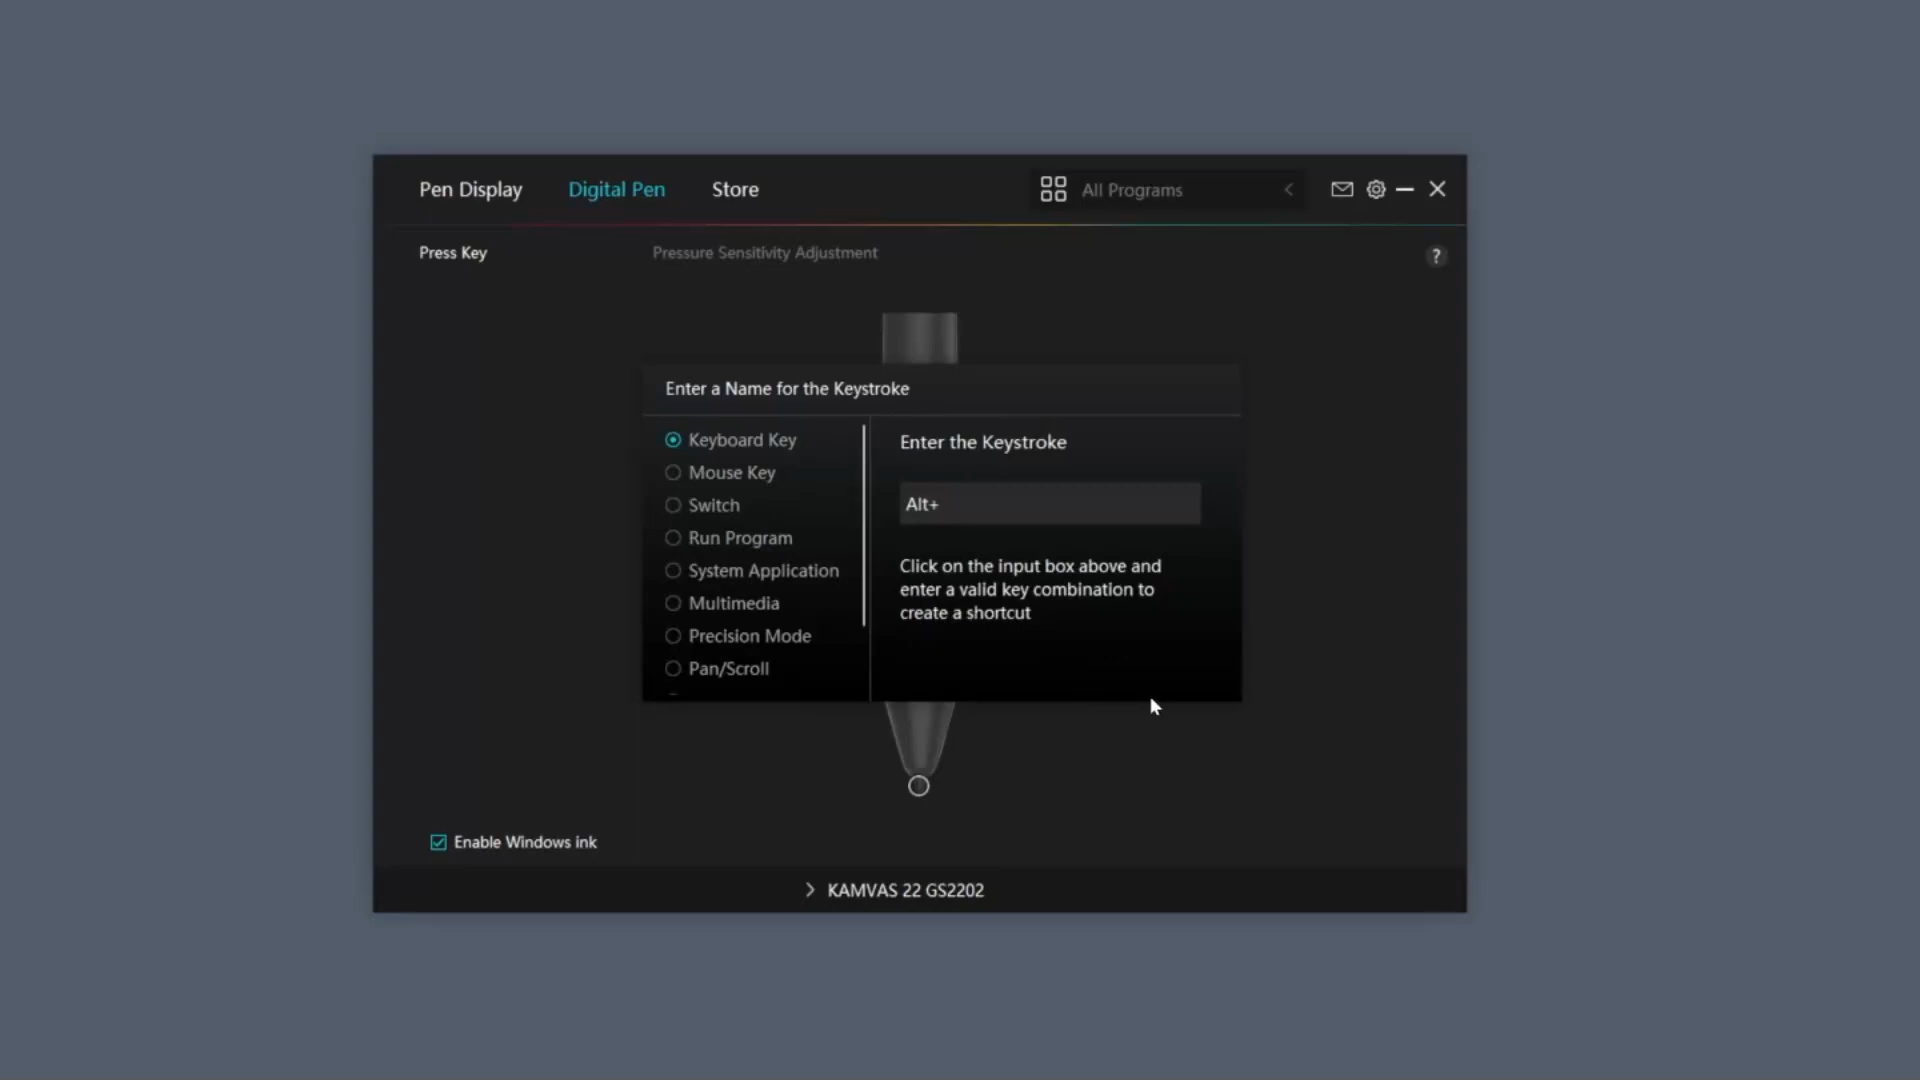 Pen Display Digital Pen Store All Programs
Press Key Pressure Sensitivity Adjustment ?
Enter a Name for the Keystroke
Keyboard Key
Mouse Key
Switch
Run Program
System Application
Multimedia
Precision Mode
Pan/Scroll
Enter the Keystroke
Alt+
Click on the input box above and
enter a valid key combination to
create a shortcut
Enable Windows ink
KAMVAS 22 GS2202